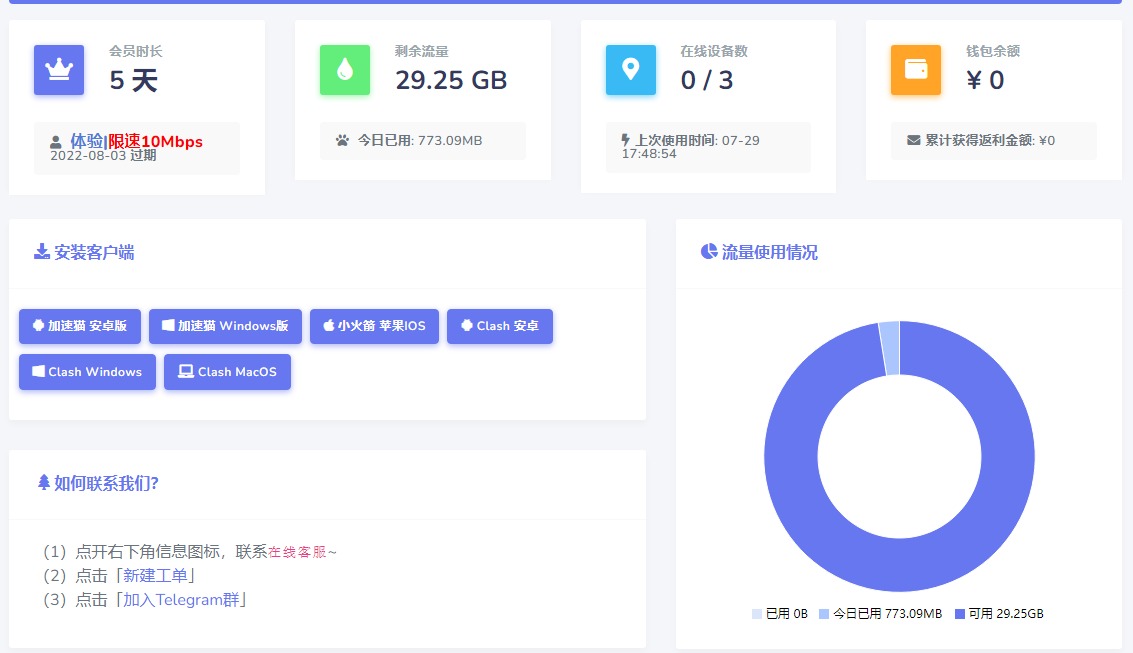 会员时长
5 天
体验|限速10Mbps
2022-08-03 过期
剩余流量
29.25 GB
今日已用: 773.09MB
在线设备数
0 / 3
上次使用时间: 07-29
17:48:54
钱包余额
¥ 0
累计获得返利金额: ¥0
安装客户端
加速猫 安卓版
加速猫 Windows版
小火箭 苹果IOS
Clash 安卓
Clash Windows
Clash MacOS
如何联系我们?
（1）点开右下角信息图标，联系在线客服~
（2）点击「新建工单」
（3）点击「加入Telegram群」
流量使用情况
已用 0B 今日已用 773.09MB 可用 29.25GB